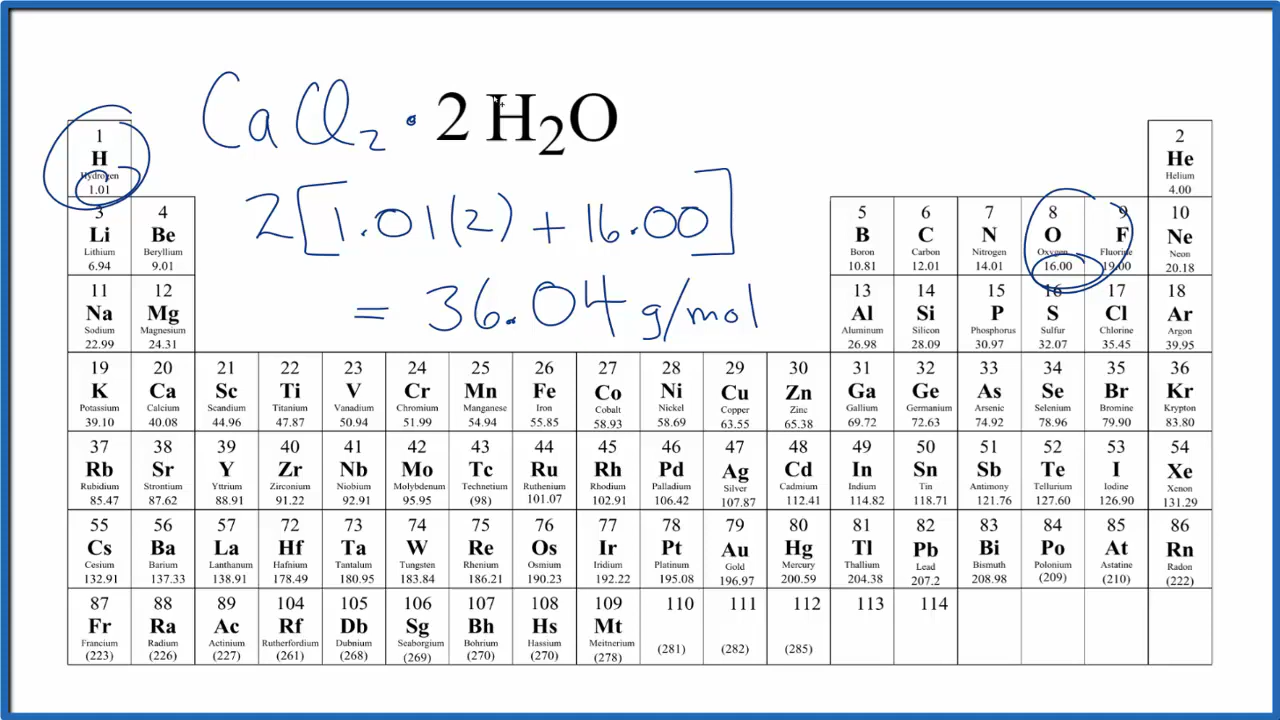 CaCl₂ · 2 H₂O
2[1.01(2) + 16.00]
= 36.04 g/mol
1 2
H He
Hydrogen Helium
1.01 4.00
3 4 5 6 7 8 9 10
Li Be B C N O F Ne
Lithium Beryllium Boron Carbon Nitrogen Oxygen Fluorine Neon
6.94 9.01 10.81 12.01 14.01 16.00 19.00 20.18
11 12 13 14 15 16 17 18
Na Mg Al Si P S Cl Ar
Sodium Magnesium Aluminum Silicon Phosphorus Sulfur Chlorine Argon
22.99 24.31 26.98 28.09 30.97 32.07 35.45 39.95
19 20 21 22 23 24 25 26 27 28 29 30 31 32 33 34 35 36
K Ca Sc Ti V Cr Mn Fe Co Ni Cu Zn Ga Ge As Se Br Kr
Potassium Calcium Scandium Titanium Vanadium Chromium Manganese Iron Cobalt Nickel Copper Zinc Gallium Germanium Arsenic Selenium Bromine Krypton
39.10 40.08 44.96 47.87 50.94 51.99 54.94 55.85 58.93 58.69 63.55 65.38 69.72 72.63 74.92 78.96 79.90 83.80
37 38 39 40 41 42 43 44 45 46 47 48 49 50 51 52 53 54
Rb Sr Y Zr Nb Mo Tc Ru Rh Pd Ag Cd In Sn Sb Te I Xe
Rubidium Strontium Yttrium Zirconium Niobium Molybdenum Technetium Ruthenium Rhodium Palladium Silver Cadmium Indium Tin Antimony Tellurium Iodine Xenon
85.47 87.62 88.91 91.22 92.91 95.95 (98) 101.07 102.91 106.42 107.87 112.41 114.82 118.71 121.76 127.60 126.90 131.29
55 56 57 72 73 74 75 76 77 78 79 80 81 82 83 84 85 86
Cs Ba La Hf Ta W Re Os Ir Pt Au Hg Tl Pb Bi Po At Rn
Cesium Barium Lanthanum Hafnium Tantalum Tungsten Rhenium Osmium Iridium Platinum Gold Mercury Thallium Lead Bismuth Polonium Astatine Radon
132.91 137.33 138.91 178.49 180.95 183.84 186.21 190.23 192.22 195.08 196.97 200.59 204.38 207.2 208.98 (209) (210) (222)
87 88 89 104 105 106 107 108 109 110 111 112 113 114
Fr Ra Ac Rf Db Sg Bh Hs Mt
Francium Radium Actinium Rutherfordium Dubnium Seaborgium Bohrium Hassium Meitnerium
(223) (226) (227) (261) (268) (269) (270) (270) (278) (281) (282) (285)